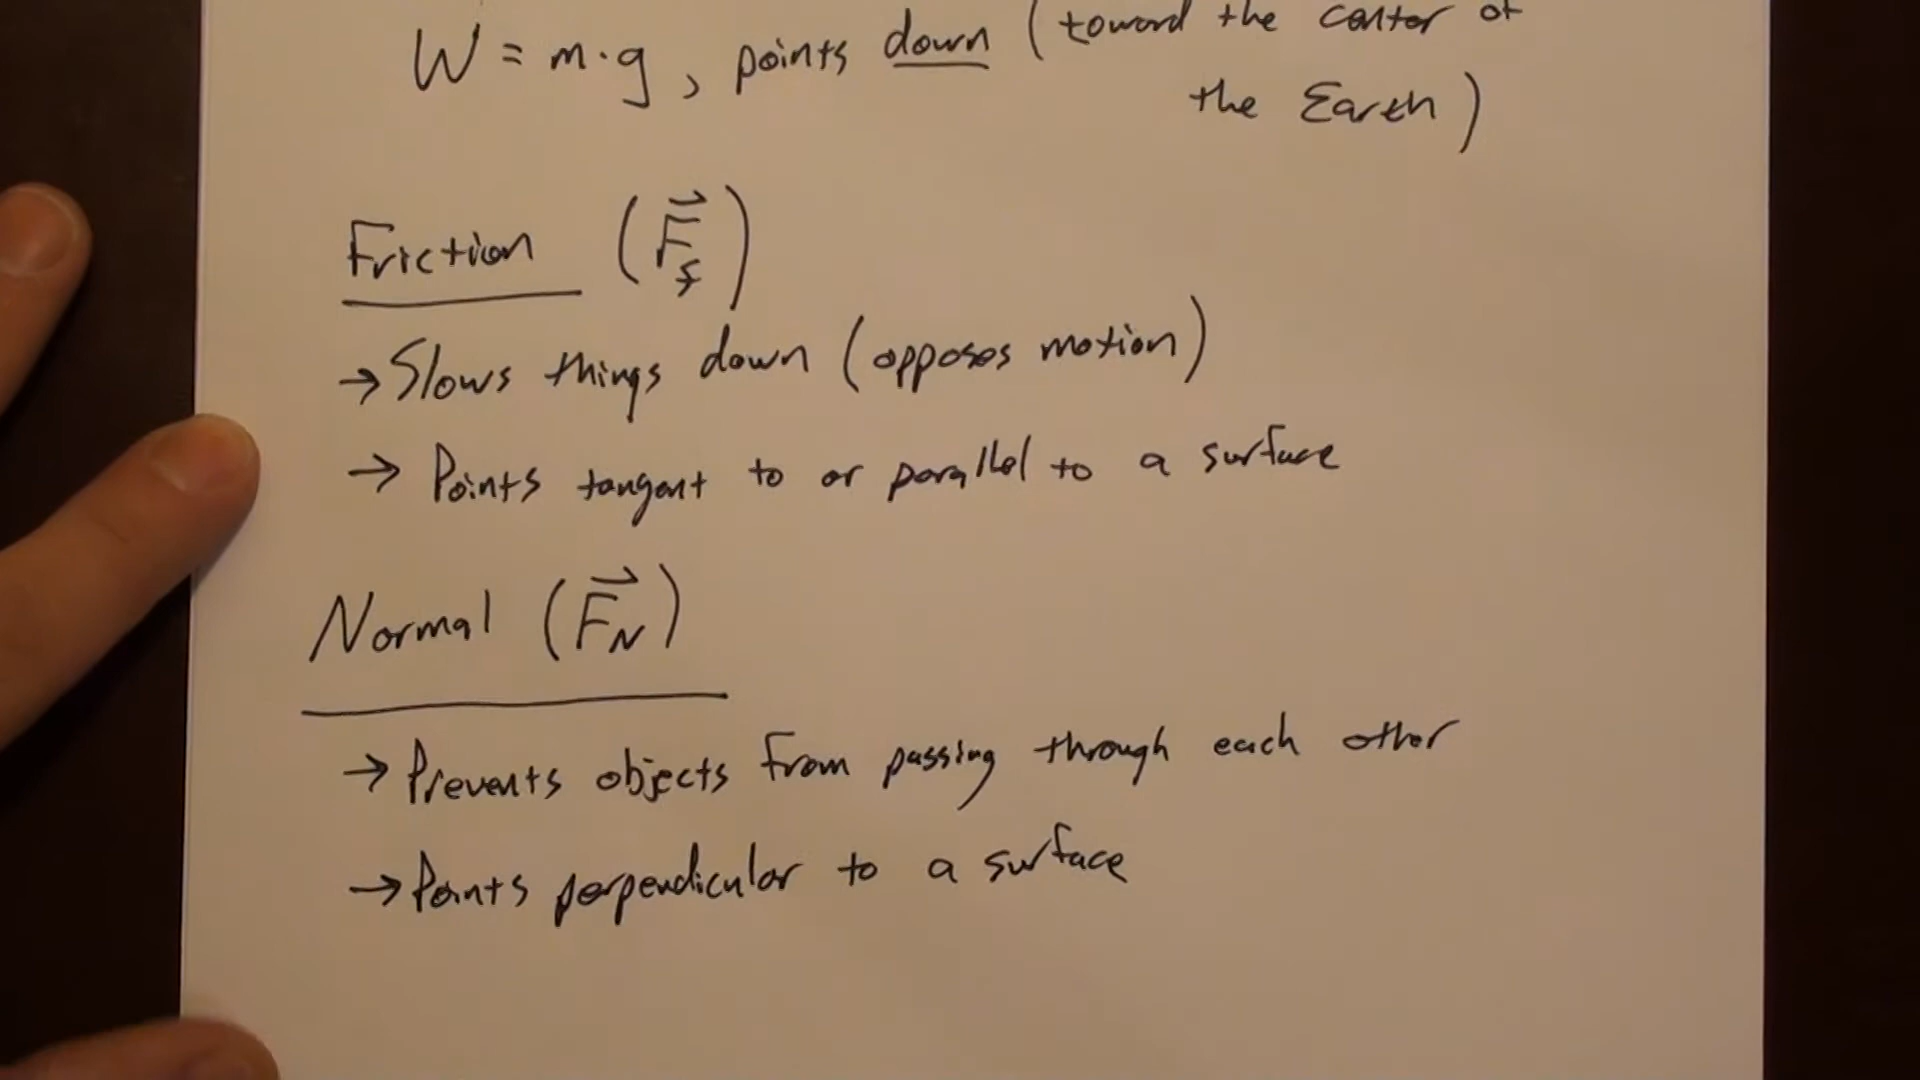 W = m·g, points down (toward the center of
the Earth)
Friction (F⃗f)
→ Slows things down (opposes motion)
→ Points tangent to or parallel to a surface
Normal (F⃗N)
→ Prevents objects from passing through each other
→ Points perpendicular to a surface